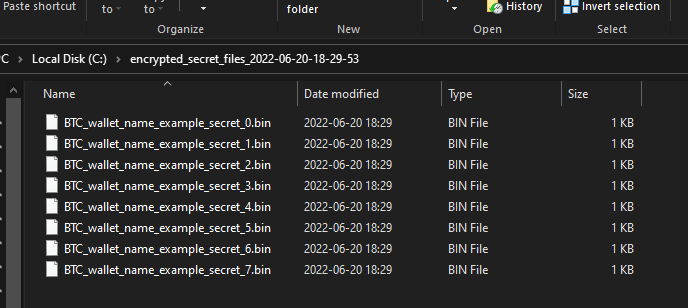 Paste shortcut
to
to
folder
History
Invert selection
Organize
New
Open
Select
Local Disk (C:) encrypted_secret_files_2022-06-20-18-29-53
Name Date modified Type Size
BTC_wallet_name_example_secret_0.bin 2022-06-20 18:29 BIN File 1 KB
BTC_wallet_name_example_secret_1.bin 2022-06-20 18:29 BIN File 1 KB
BTC_wallet_name_example_secret_2.bin 2022-06-20 18:29 BIN File 1 KB
BTC_wallet_name_example_secret_3.bin 2022-06-20 18:29 BIN File 1 KB
BTC_wallet_name_example_secret_4.bin 2022-06-20 18:29 BIN File 1 KB
BTC_wallet_name_example_secret_5.bin 2022-06-20 18:29 BIN File 1 KB
BTC_wallet_name_example_secret_6.bin 2022-06-20 18:29 BIN File 1 KB
BTC_wallet_name_example_secret_7.bin 2022-06-20 18:29 BIN File 1 KB